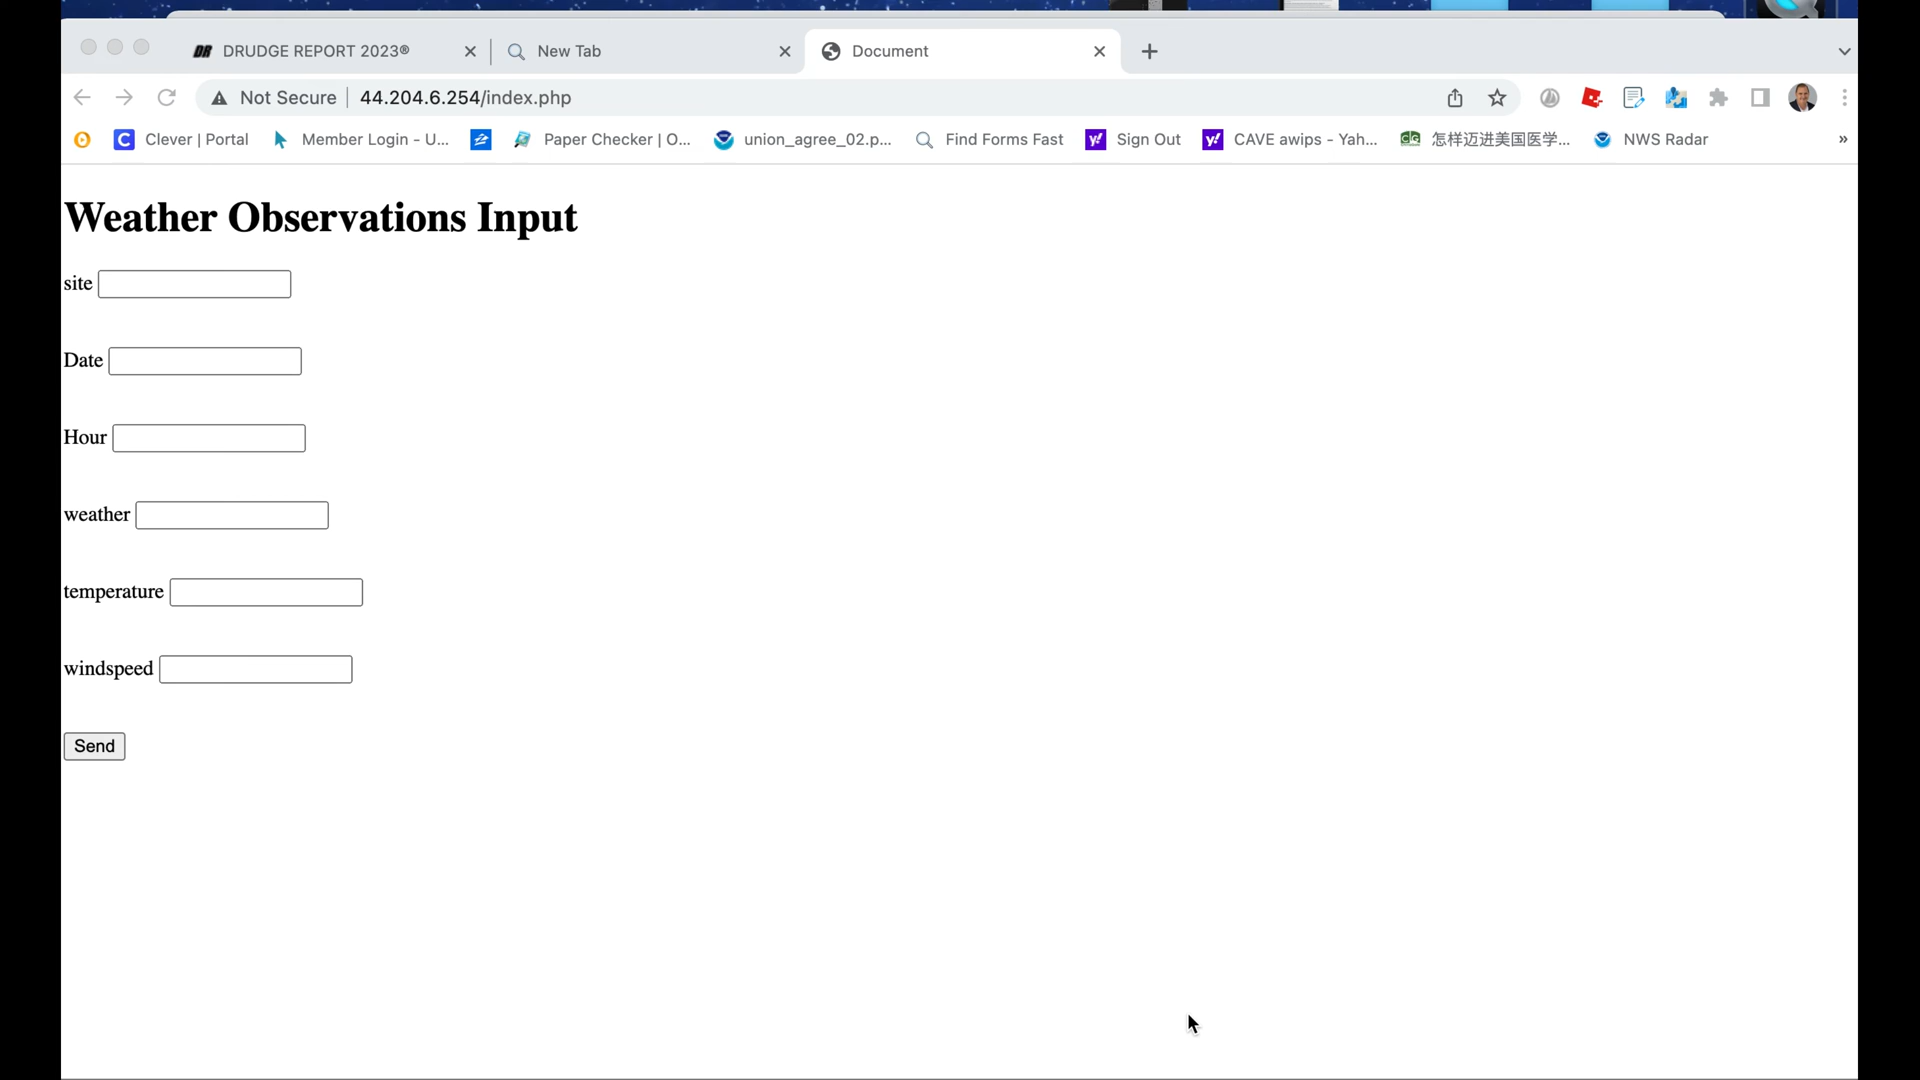 DR DRUDGE REPORT 2023®
New Tab
Document
Not Secure 44.204.6.254/index.php
C Clever | Portal
Member Login - U...
Paper Checker | O...
union_agree_02.p...
Find Forms Fast
y! Sign Out
y! CAVE awips - Yah...
CG 怎样迈进美国医学...
NWS Radar
»
Weather Observations Input
site
Date
Hour
weather
temperature
windspeed
Send